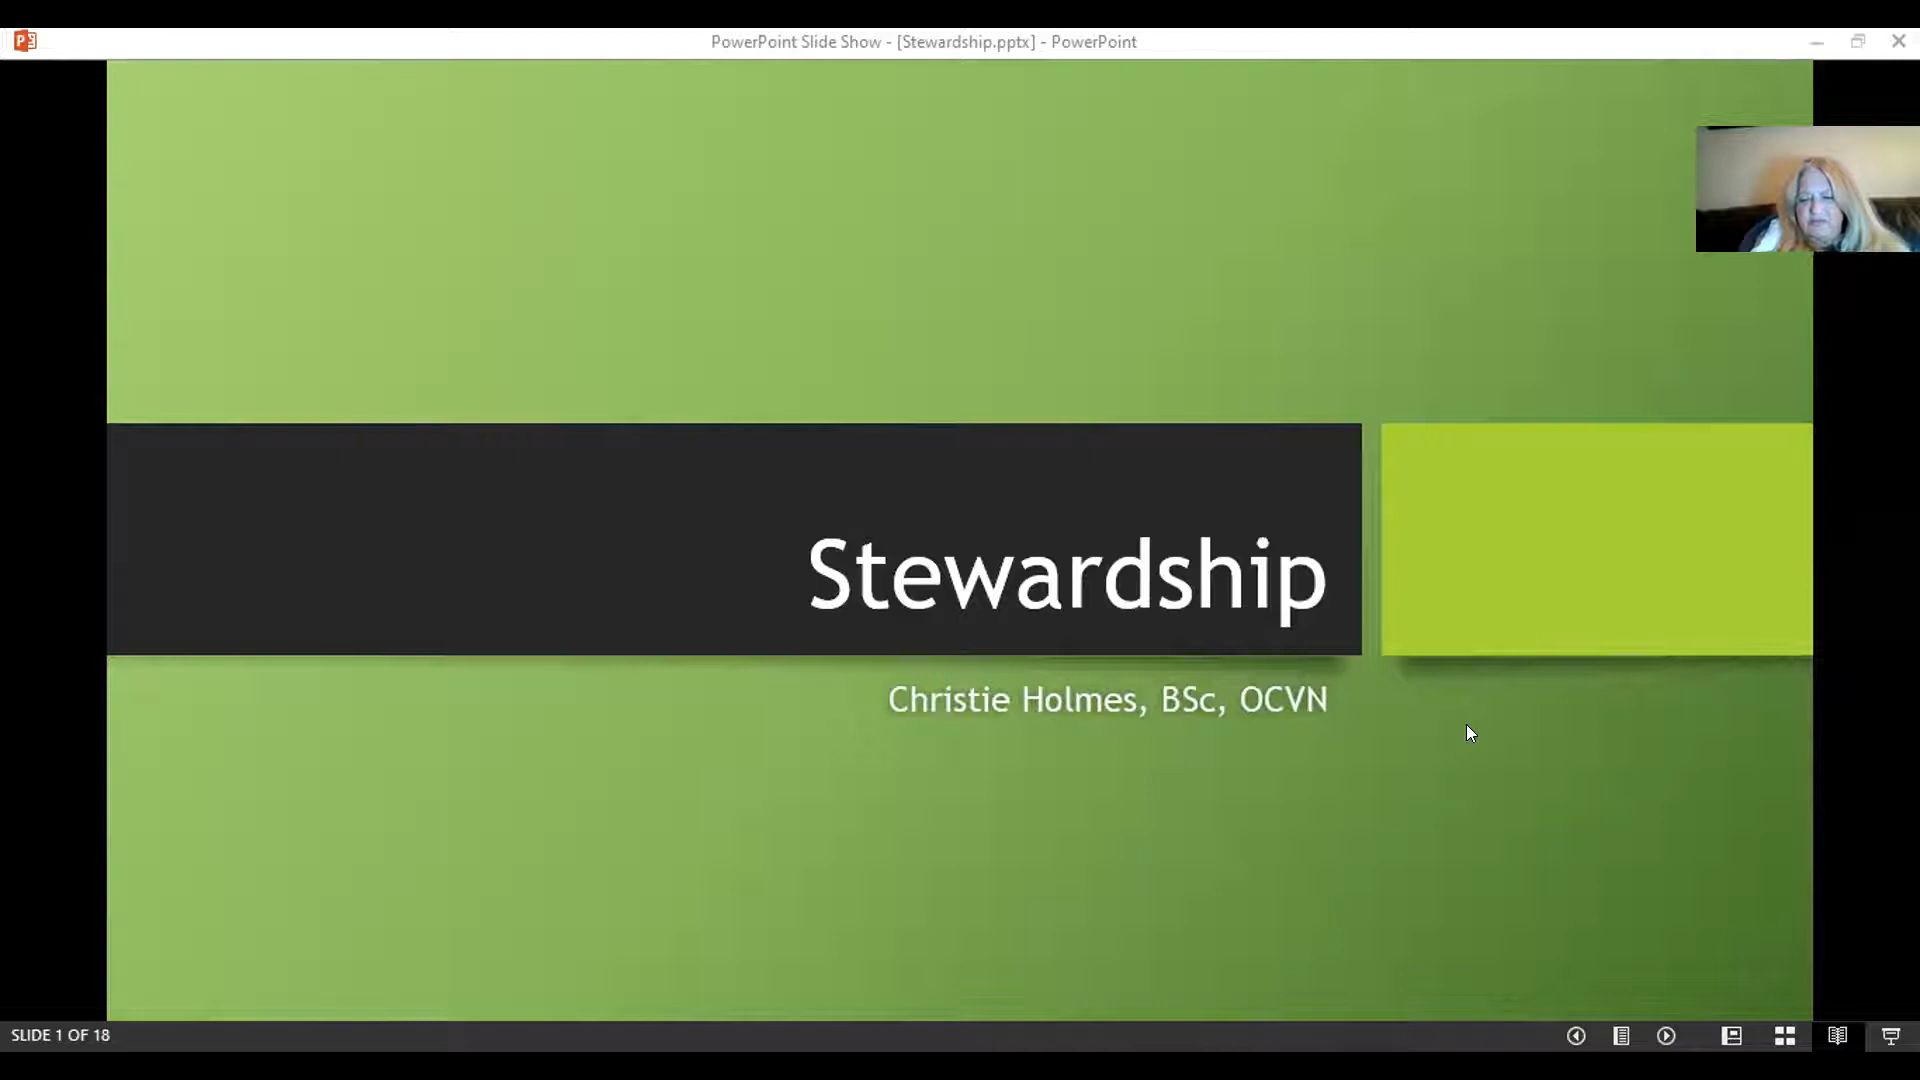 PowerPoint Slide Show - [Stewardship.pptx] - PowerPoint
Stewardship
Christie Holmes, BSc, OCVN
SLIDE 1 OF 18